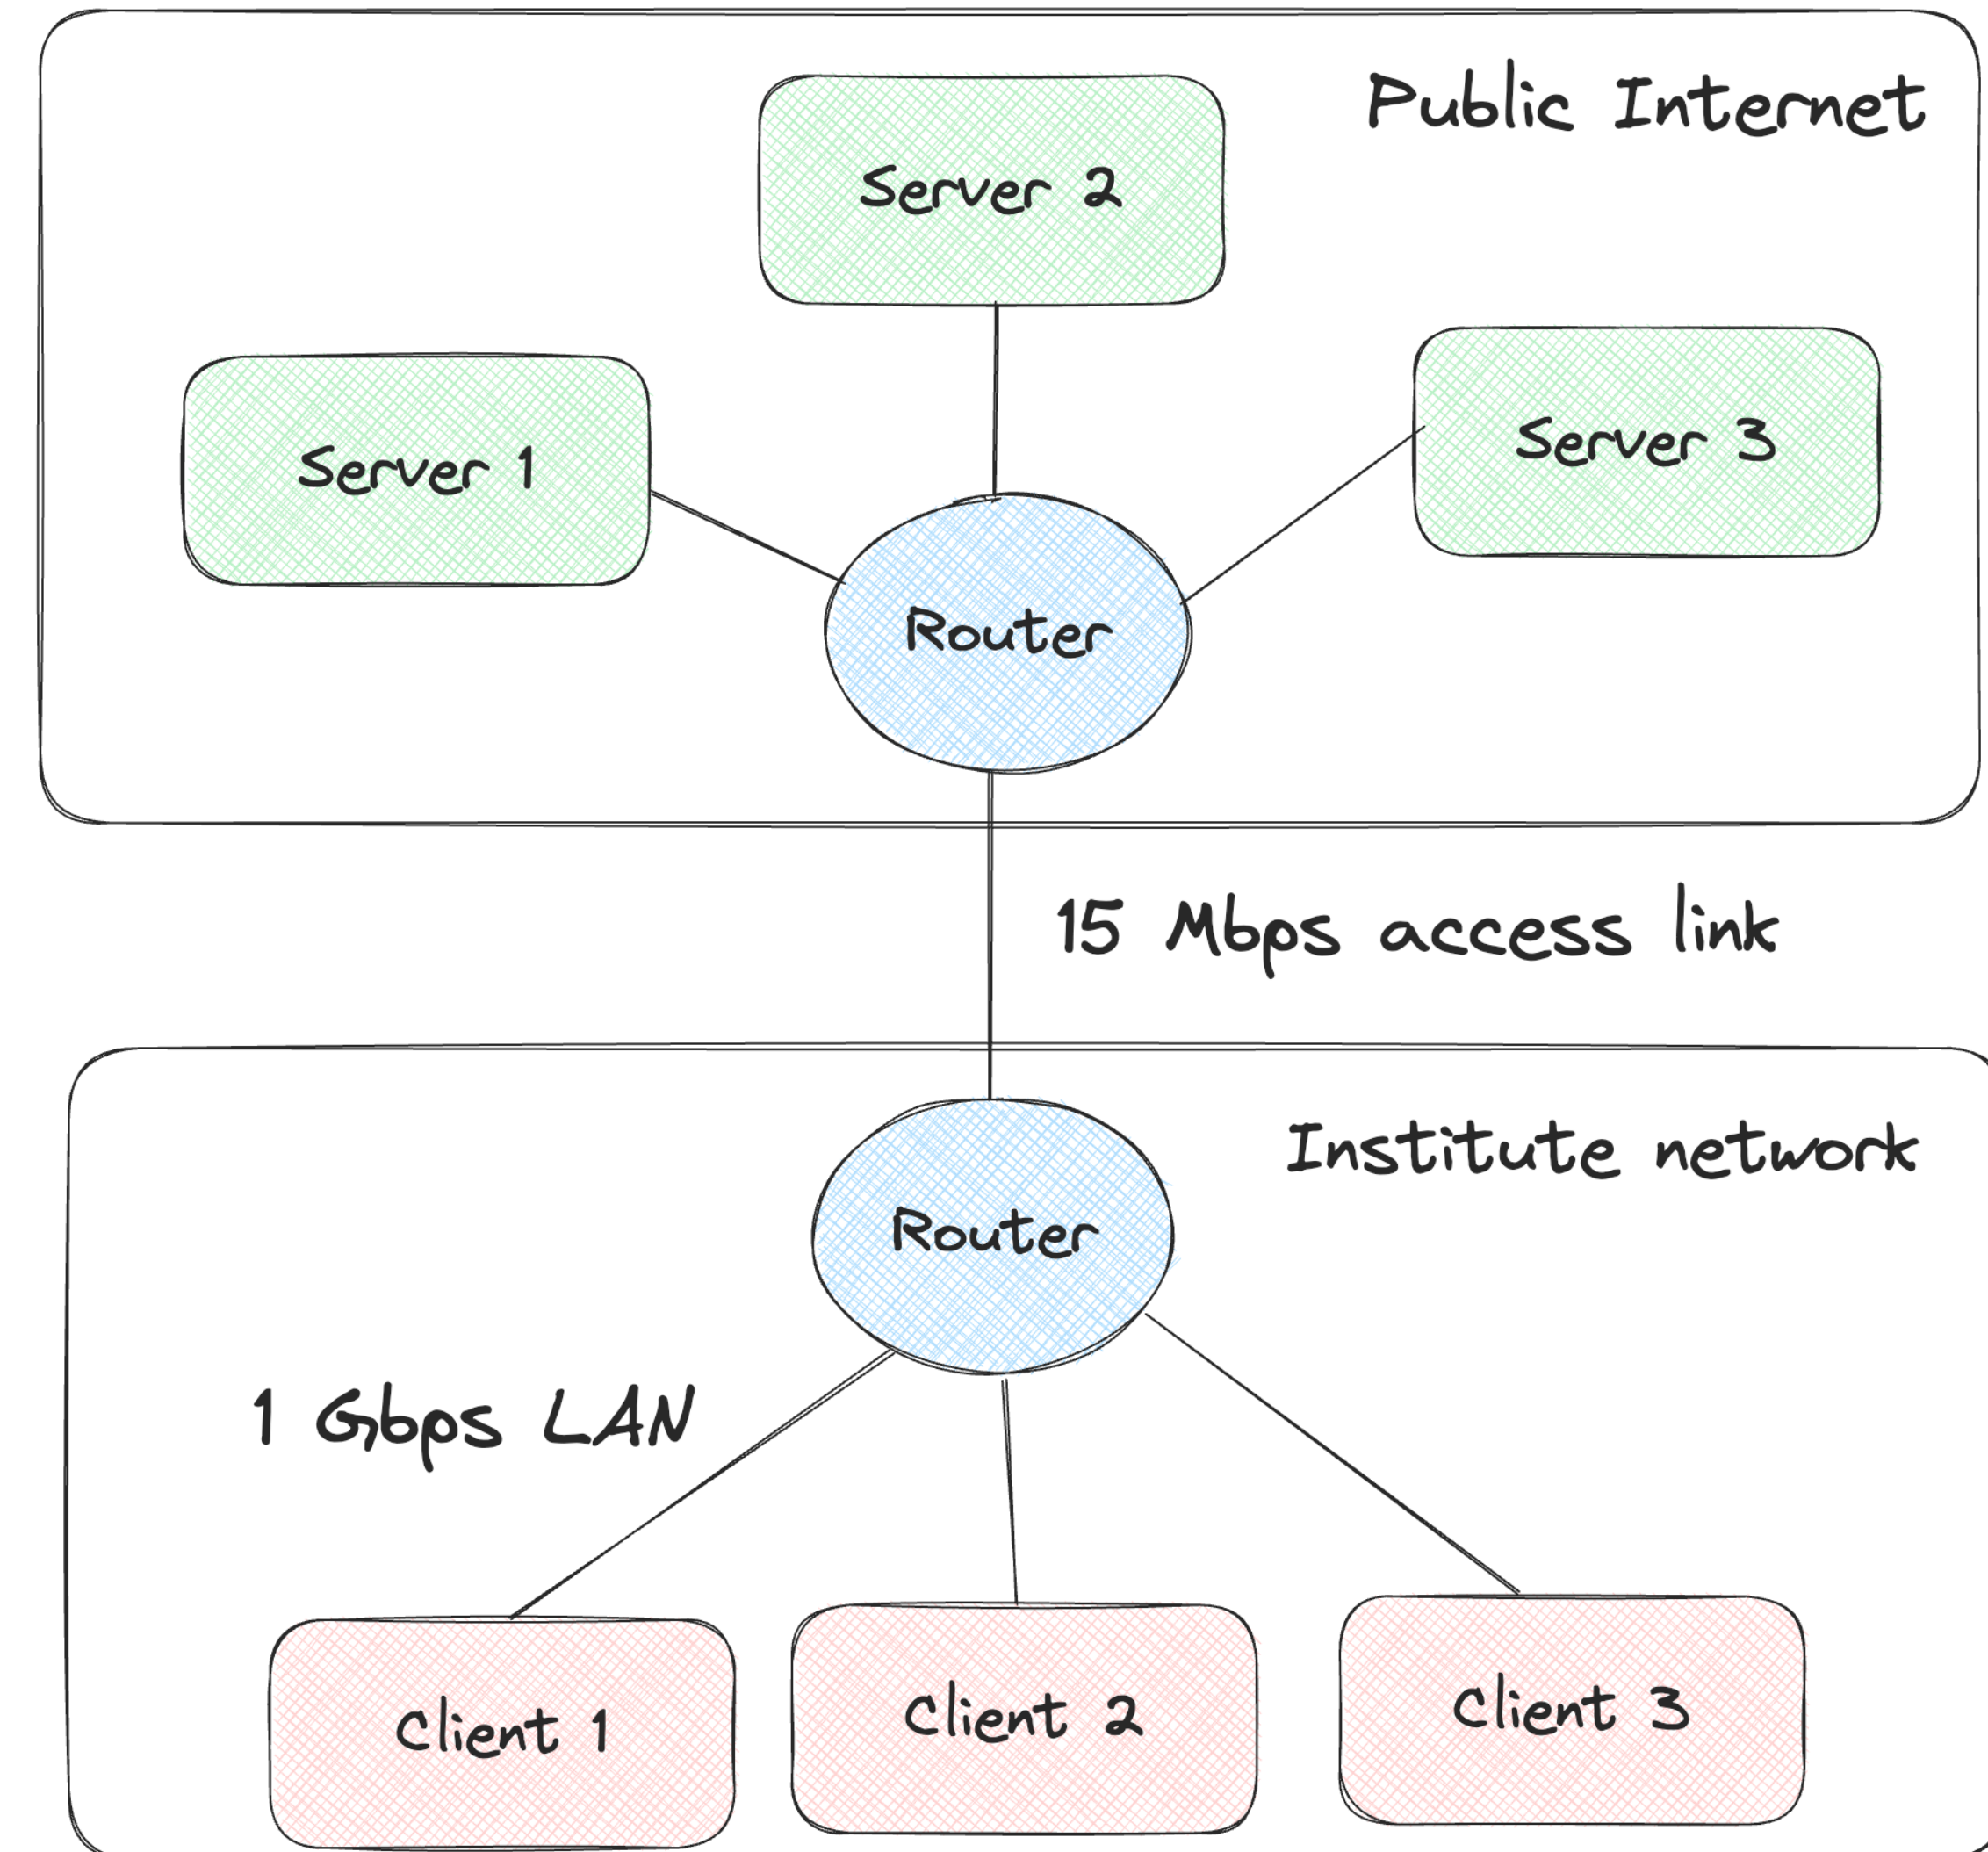 Public Internet
Server 2
Server 1
Server 3
Router
15 Mbps access link
Institute network
Router
1 Gbps LAN
Client 1
Client 2
Client 3